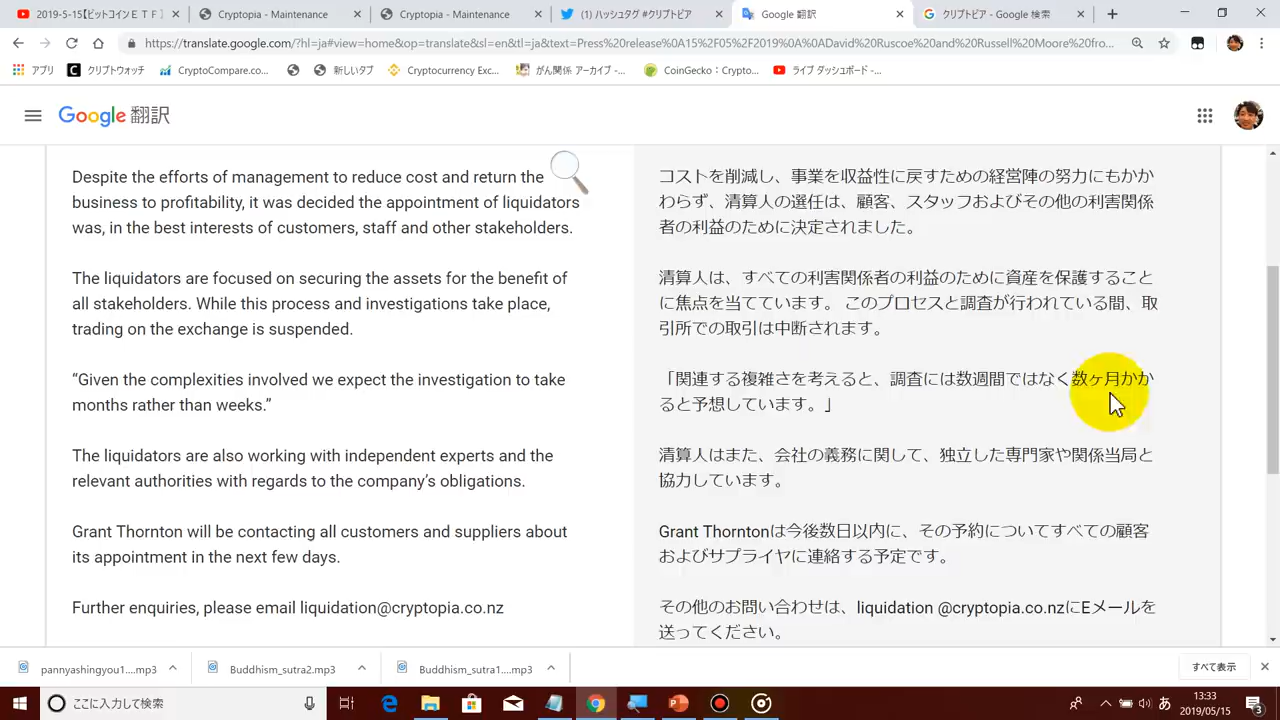 2019-5-15【ビットコインＥＴＦ】
Cryptopia - Maintenance
Cryptopia - Maintenance
(1) ハッシュタグ #クリプトピア
Google 翻訳
クリプトピア - Google 検索
https://translate.google.com/?hl=ja#view=home&op=translate&sl=en&tl=ja&text=Press%20release%0A15%2F05%2F2019%0A%0ADavid%20Ruscoe%20and%20Russell%20Moore%20fro...
アプリ
クリプトウォッチ
CryptoCompare.co...
新しいタブ
Cryptocurrency Exc...
がん関係 アーカイブ -...
CoinGecko：Crypto...
ライブ ダッシュボード -...
Google 翻訳
Despite the efforts of management to reduce cost and return the
business to profitability, it was decided the appointment of liquidators
was, in the best interests of customers, staff and other stakeholders.
The liquidators are focused on securing the assets for the benefit of
all stakeholders. While this process and investigations take place,
trading on the exchange is suspended.
“Given the complexities involved we expect the investigation to take
months rather than weeks.”
The liquidators are also working with independent experts and the
relevant authorities with regards to the company’s obligations.
Grant Thornton will be contacting all customers and suppliers about
its appointment in the next few days.
Further enquiries, please email liquidation@cryptopia.co.nz
コストを削減し、事業を収益性に戻すための経営陣の努力にもかか
わらず、清算人の選任は、顧客、スタッフおよびその他の利害関係
者の利益のために決定されました。
清算人は、すべての利害関係者の利益のために資産を保護すること
に焦点を当てています。 このプロセスと調査が行われている間、取
引所での取引は中断されます。
「関連する複雑さを考えると、調査には数週間ではなく数ヶ月かか
ると予想しています。」
清算人はまた、会社の義務に関して、独立した専門家や関係当局と
協力しています。
Grant Thorntonは今後数日以内に、その予約についてすべての顧客
およびサプライヤに連絡する予定です。
その他のお問い合わせは、liquidation @cryptopia.co.nzにEメールを
送ってください。
pannyashingyou1....mp3
Buddhism_sutra2.mp3
Buddhism_sutra1....mp3
すべて表示
ここに入力して検索
あ
13:33
2019/05/15
3